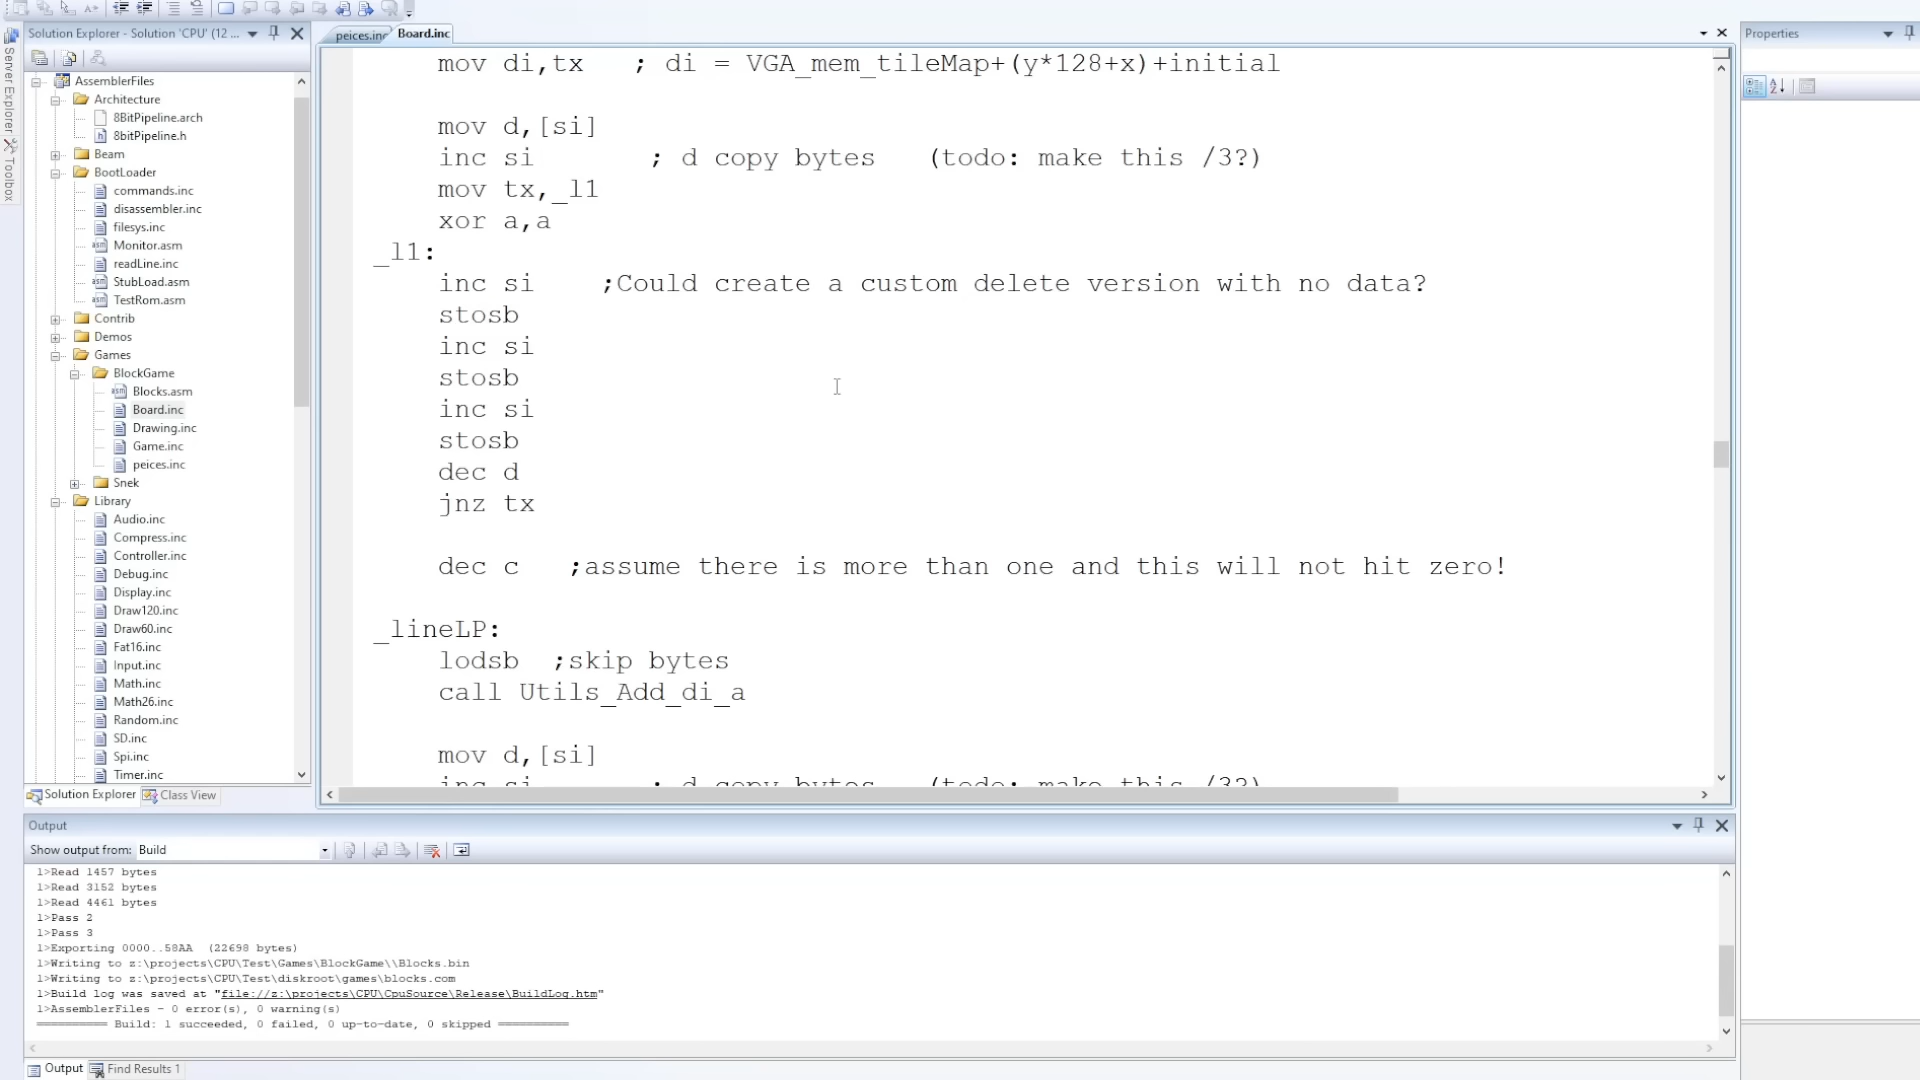 Solution Explorer - Solution 'CPU' (12 ...
Server Explorer
Toolbox
AssemblerFiles
Architecture
8BitPipeline.arch
8bitPipeline.h
Beam
BootLoader
commands.inc
disassembler.inc
filesys.inc
Monitor.asm
readLine.inc
StubLoad.asm
TestRom.asm
Contrib
Demos
Games
BlockGame
Blocks.asm
Board.inc
Drawing.inc
Game.inc
peices.inc
Snek
Library
Audio.inc
Compress.inc
Controller.inc
Debug.inc
Display.inc
Draw120.inc
Draw60.inc
Fat16.inc
Input.inc
Math.inc
Math26.inc
Random.inc
SD.inc
Spi.inc
Timer.inc
Solution Explorer
Class View
peices.inc
Board.inc
mov di,tx ; di = VGA_mem_tileMap+(y*128+x)+initial
mov d,[si]
inc si ; d copy bytes (todo: make this /3?)
mov tx,_l1
xor a,a
_l1:
inc si ;Could create a custom delete version with no data?
stosb
inc si
stosb
inc si
stosb
dec d
jnz tx
dec c ;assume there is more than one and this will not hit zero!
_lineLP:
lodsb ;skip bytes
call Utils_Add_di_a
mov d,[si]
inc si ; d copy bytes (todo: make this /3?)
Properties
Output
Show output from: Build
1>Read 1457 bytes
1>Read 3152 bytes
1>Read 4461 bytes
1>Pass 2
1>Pass 3
1>Exporting 0000..58AA (22698 bytes)
1>Writing to z:\projects\CPU\Test\Games\BlockGame\\Blocks.bin
1>Writing to z:\projects\CPU\Test\diskroot\games\blocks.com
1>Build log was saved at "file://z:\projects\CPU\CpuSource\Release\BuildLog.htm"
1>AssemblerFiles - 0 error(s), 0 warning(s)
========== Build: 1 succeeded, 0 failed, 0 up-to-date, 0 skipped ==========
Output
Find Results 1